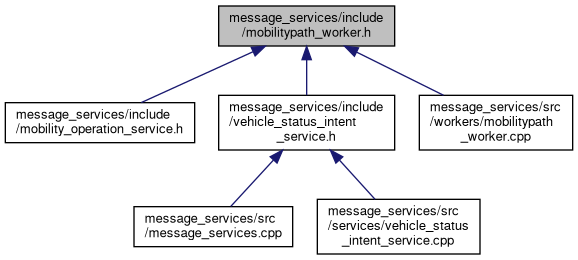 message_services/include
/mobilitypath_worker.h
message_services/include
/mobility_operation_service.h
message_services/include
/vehicle_status_intent
_service.h
message_services/src
/workers/mobilitypath
_worker.cpp
message_services/src
/message_services.cpp
message_services/src
/services/vehicle_status
_intent_service.cpp